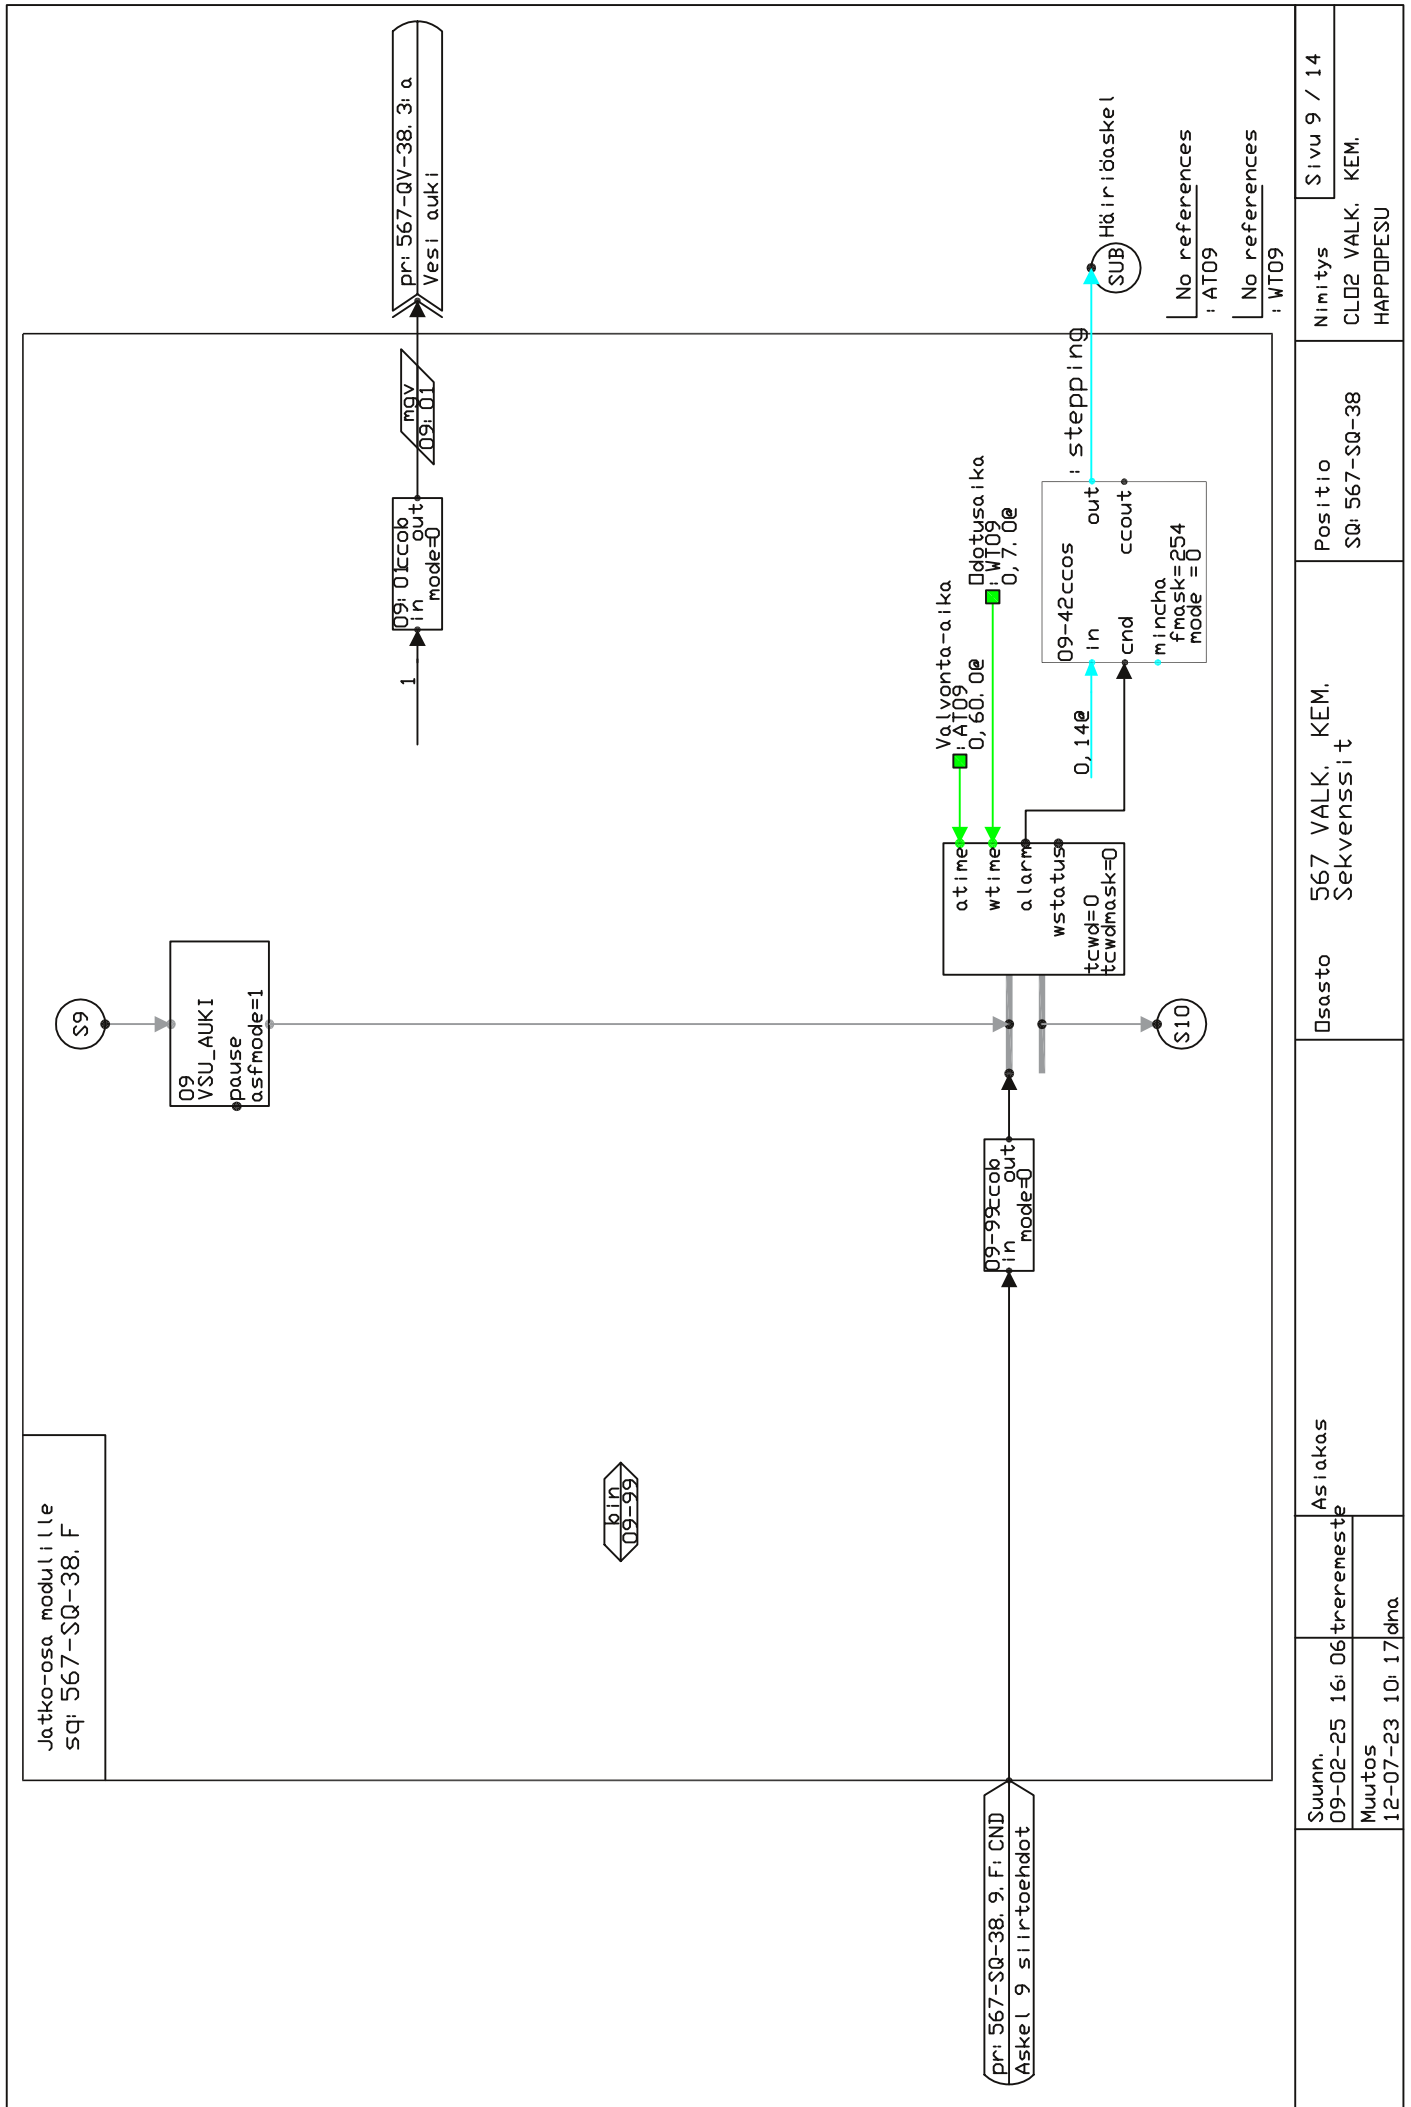 Jatko-osa modulille
sq: 567-SQ-38. F
S9
09
VSU_AUKI
pause
asfmode=1
1
09: 01ccob
in out
mode=0
mgv
09: 01
pr: 567-QV-38. 3: a
Vesi auki
bin
09-99
pr: 567-SQ-38. 9. F: CND
Askel 9 siirtoehdot
09-99ccob
in out
mode=0
atime
wtime
alarm
wstatus
tcwd=0
tcwdmask=0
S10
Valvonta-aika
: AT09
0, 60. 0@
Odotusaika
: WT09
0, 7. 0@
0, 14@
09-42ccos
in out
cnd ccout
mincha
fmask=254
mode =0
: stepping
SUB Häiriöaskel
No references
: AT09
No references
: WT09
Suunn.
09-02-25 16: 06 treremeste
Muutos
12-07-23 10: 17 dna
Asiakas
Osasto
567 VALK. KEM.
Sekvenssit
Positio
SQ: 567-SQ-38
Nimitys
CLO2 VALK. KEM.
HAPPOPESU
Sivu 9 / 14